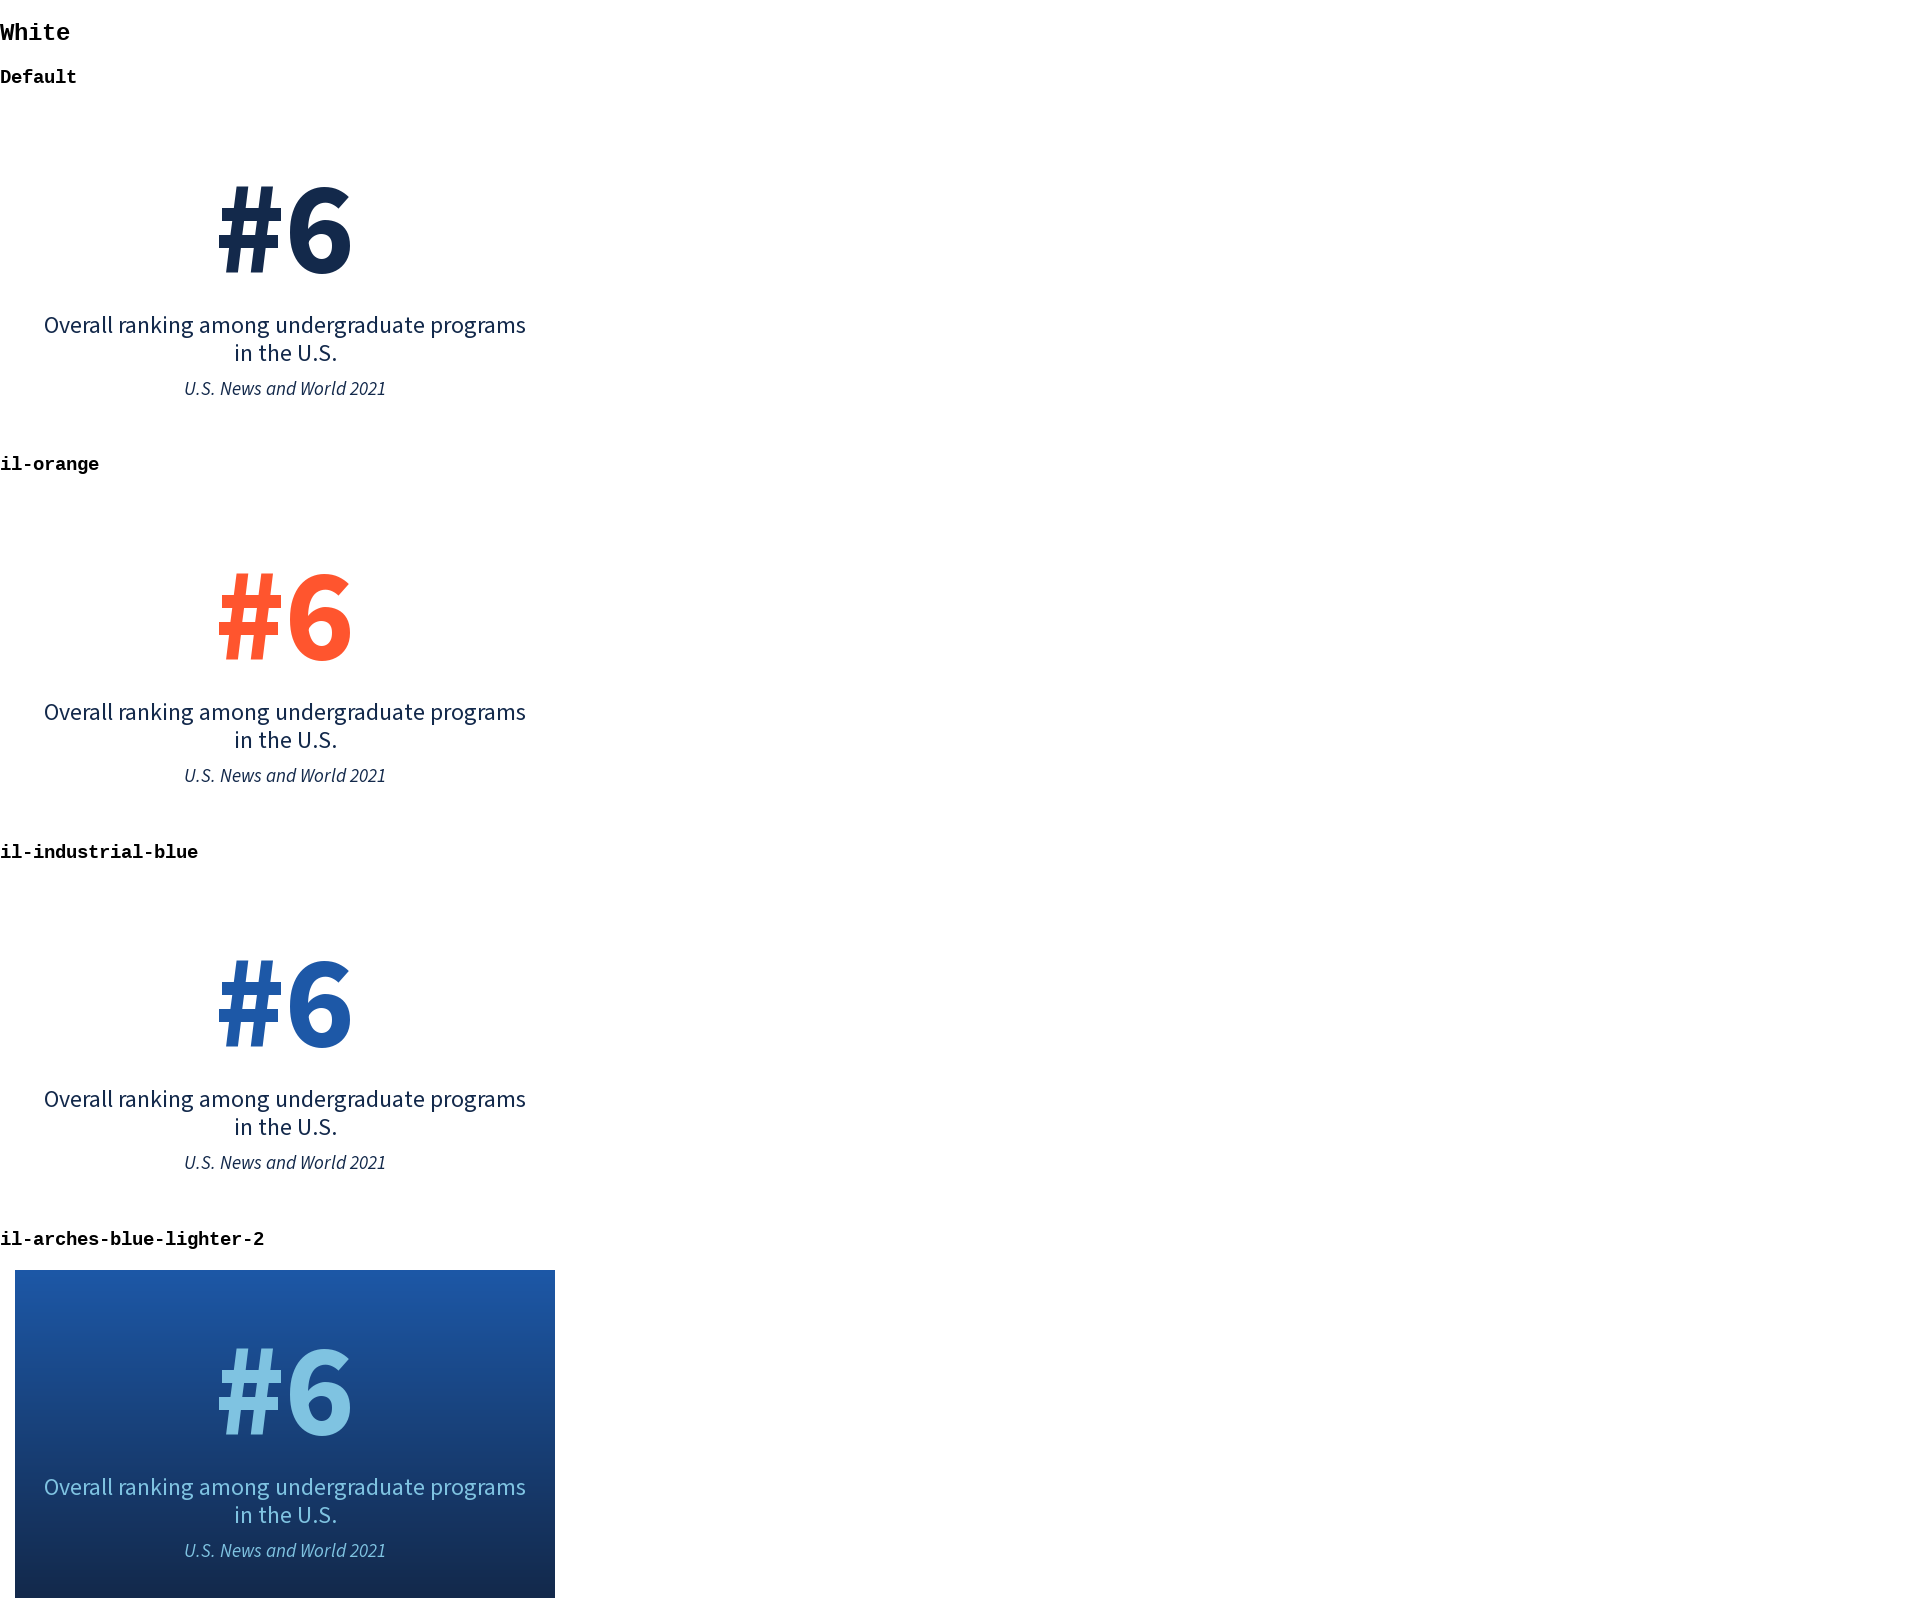 White
Default
#6
Overall ranking among undergraduate programs
in the U.S.
U.S. News and World 2021
il-orange
#6
Overall ranking among undergraduate programs
in the U.S.
U.S. News and World 2021
il-industrial-blue
#6
Overall ranking among undergraduate programs
in the U.S.
U.S. News and World 2021
il-arches-blue-lighter-2
#6
Overall ranking among undergraduate programs
in the U.S.
U.S. News and World 2021